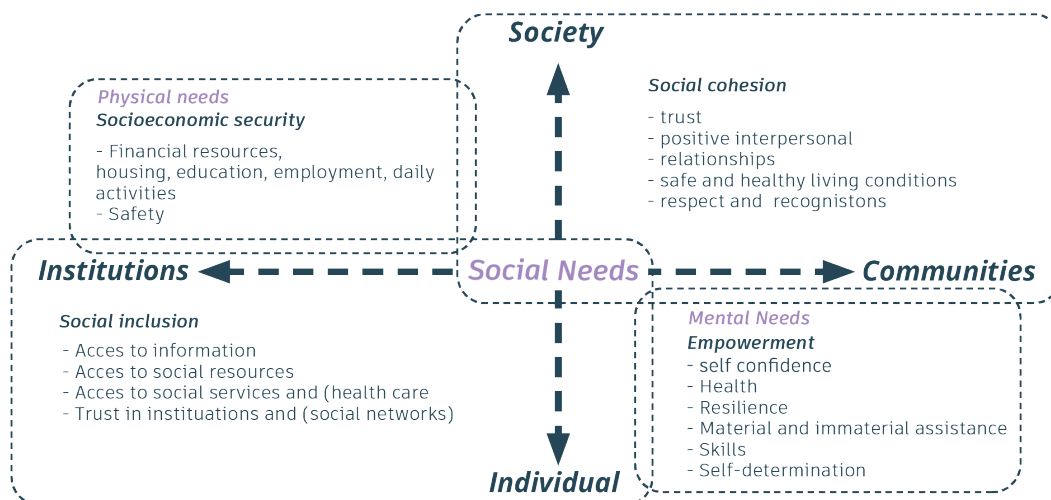 Society
Physical needs
Socioeconomic security
- Financial resources,
housing, education, employment, daily
activities
- Safety
Social cohesion
- trust
- positive interpersonal
- relationships
- safe and healthy living conditions
- respect and recognistons
Institutions
Social Needs
Communities
Social inclusion
- Acces to information
- Acces to social resources
- Acces to social services and (health care
- Trust in instituations and (social networks)
Mental Needs
Empowerment
- self confidence
- Health
- Resilience
- Material and immaterial assistance
- Skills
- Self-determination
Individual